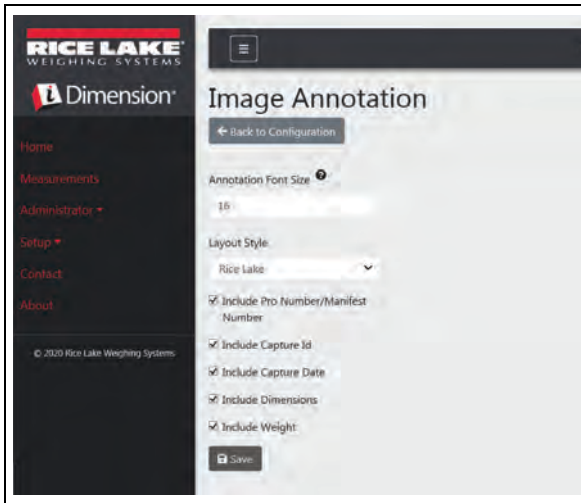 RICE LAKE
WEIGHING SYSTEMS
iDimension
Home
Measurements
Administrator
Setup
Contact
About
© 2020 Rice Lake Weighing Systems
Image Annotation
Back to Configuration
Annotation Font Size ?
16
Layout Style
Rice Lake
Include Pro Number/Manifest
Number
Include Capture Id
Include Capture Date
Include Dimensions
Include Weight
Save